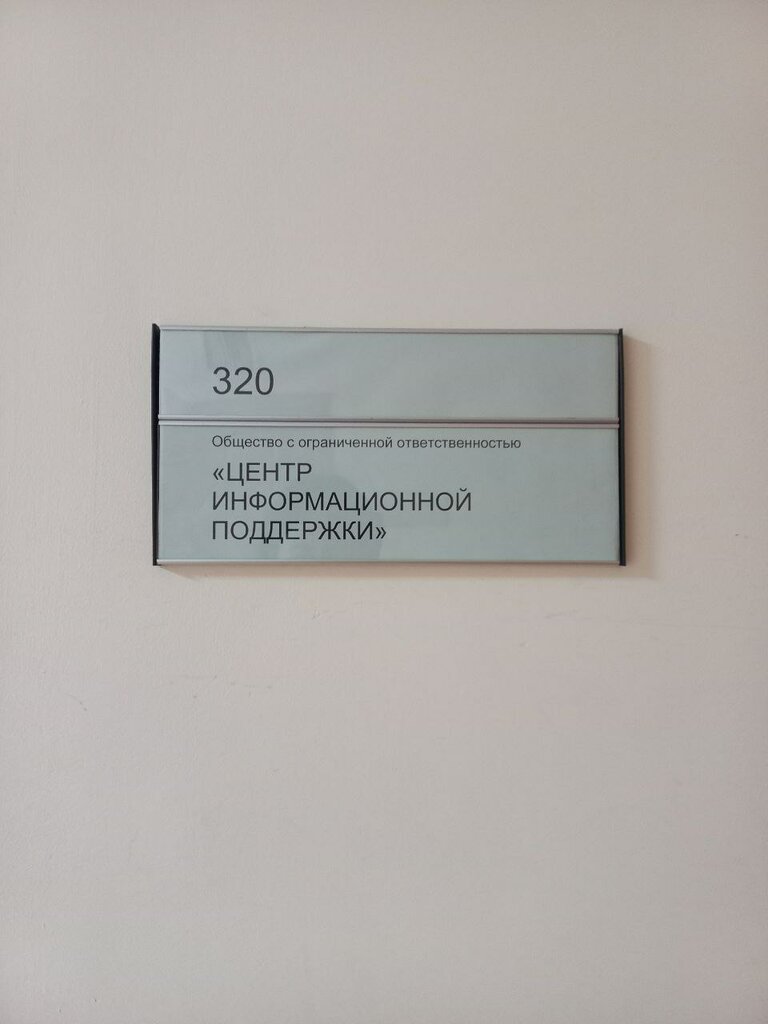 320
Общество с ограниченной ответственностью
«ЦЕНТР
ИНФОРМАЦИОННОЙ
ПОДДЕРЖКИ»